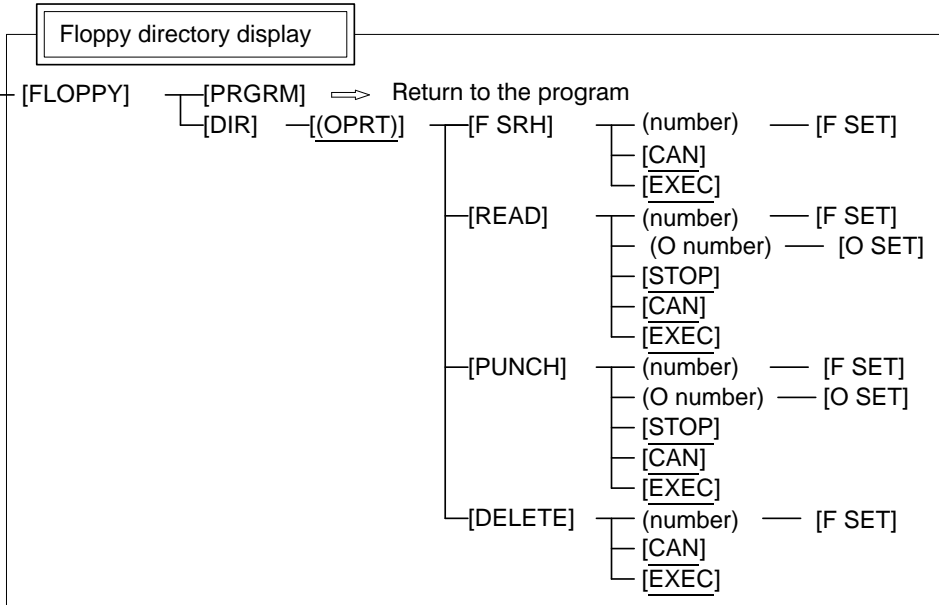 Floppy directory display
[FLOPPY] [PRGRM] Return to the program
[DIR] [(OPRT)] [F SRH] (number) [F SET]
[CAN]
[EXEC]
[READ] (number) [F SET]
(O number) [O SET]
[STOP]
[CAN]
[EXEC]
[PUNCH] (number) [F SET]
(O number) [O SET]
[STOP]
[CAN]
[EXEC]
[DELETE] (number) [F SET]
[CAN]
[EXEC]